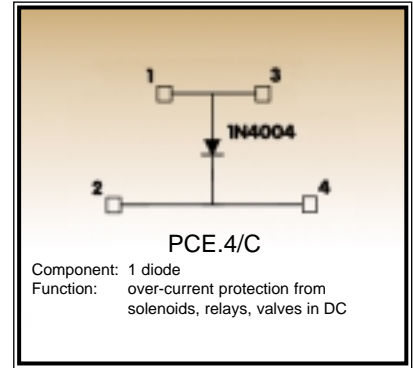 1 3
1N4004
2 4
PCE.4/C
Component: 1 diode
Function: over-current protection from
solenoids, relays, valves in DC